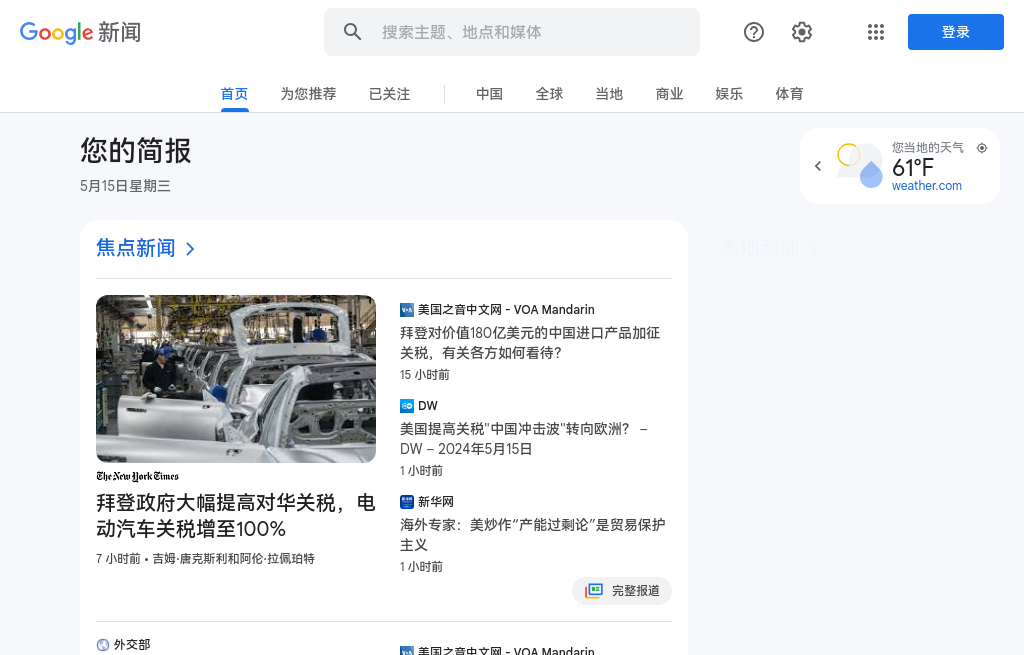 Google 新闻
搜索主题、地点和媒体
登录
首页
为您推荐
已关注
中国
全球
当地
商业
娱乐
体育
您的简报
5月15日星期三
您当地的天气
61°F
weather.com
焦点新闻
本地新闻
The New York Times
拜登政府大幅提高对华关税，电
动汽车关税增至100%
7 小时前 • 吉姆·唐克斯利和阿伦·拉佩珀特
美国之音中文网 - VOA Mandarin
拜登对价值180亿美元的中国进口产品加征
关税，有关各方如何看待？
15 小时前
DW
美国提高关税"中国冲击波"转向欧洲？ –
DW – 2024年5月15日
1 小时前
新华网
海外专家：美炒作“产能过剩论”是贸易保护
主义
1 小时前
完整报道
外交部
美国之音中文网 - VOA Mandarin